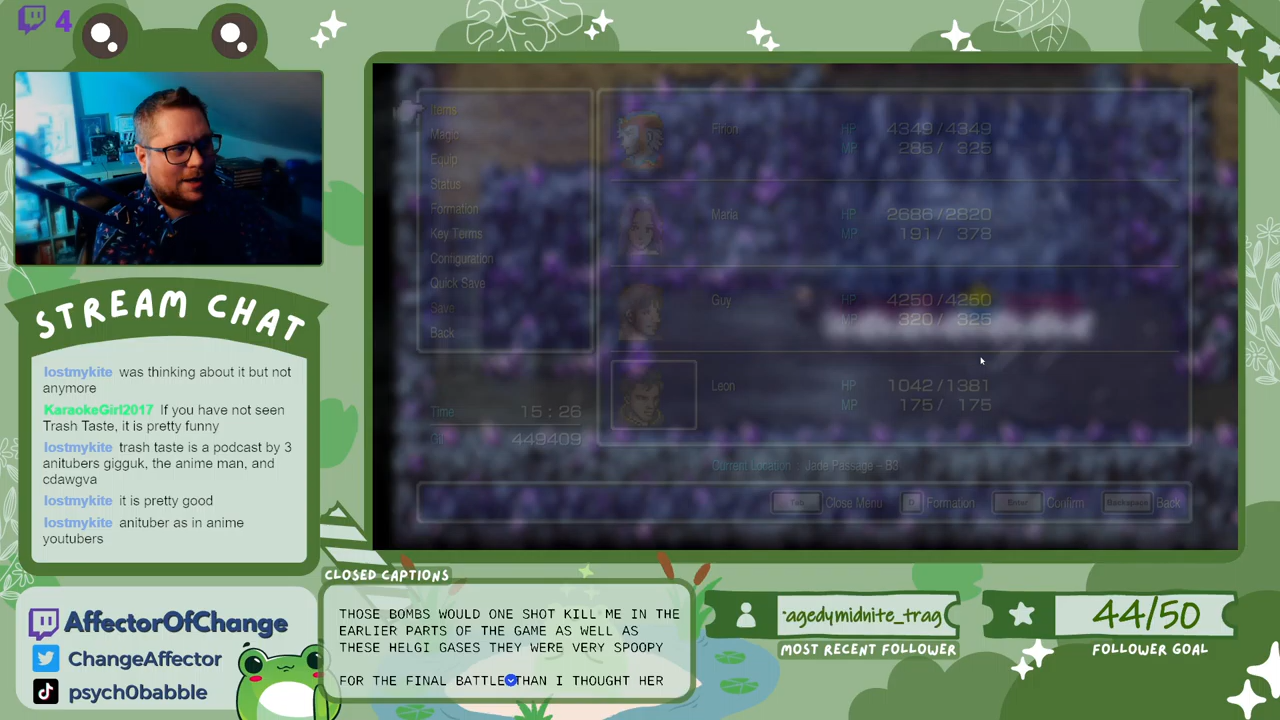 4
Items
Magic
Equip
Status
Formation
Key Terms
Configuration
Quick Save
Save
Back
Time 15 : 26
Gil 449409
Firion HP 4349 / 4349
MP 285 / 325
Maria HP 2686 / 2820
MP 191 / 378
Guy HP 4250 / 4250
MP 320 / 325
Leon HP 1042 / 1381
MP 175 / 175
Current Location: Jade Passage - B3
Tab Close Menu Formation Enter Confirm Backspace Back
STREAM CHAT
lostmykite was thinking about it but not
anymore
KaraokeGirl2017 If you have not seen
Trash Taste, it is pretty funny
lostmykite trash taste is a podcast by 3
anitubers gigguk, the anime man, and
cdawgva
lostmykite it is pretty good
lostmykite anituber as in anime
youtubers
AffectorOfChange
ChangeAffector
psych0babble
CLOSED CAPTIONS
THOSE BOMBS WOULD ONE SHOT KILL ME IN THE
EARLIER PARTS OF THE GAME AS WELL AS
THESE HELGI GASES THEY WERE VERY SPOOPY
FOR THE FINAL BATTLE THAN I THOUGHT HER
agedymidnite_trag
MOST RECENT FOLLOWER
44/50
FOLLOWER GOAL